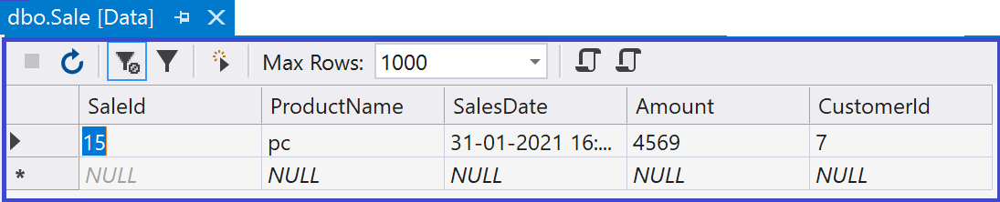 dbo.Sale [Data]
Max Rows: 1000
SaleId ProductName SalesDate Amount CustomerId
15 pc 31-01-2021 16:... 4569 7
* NULL NULL NULL NULL NULL